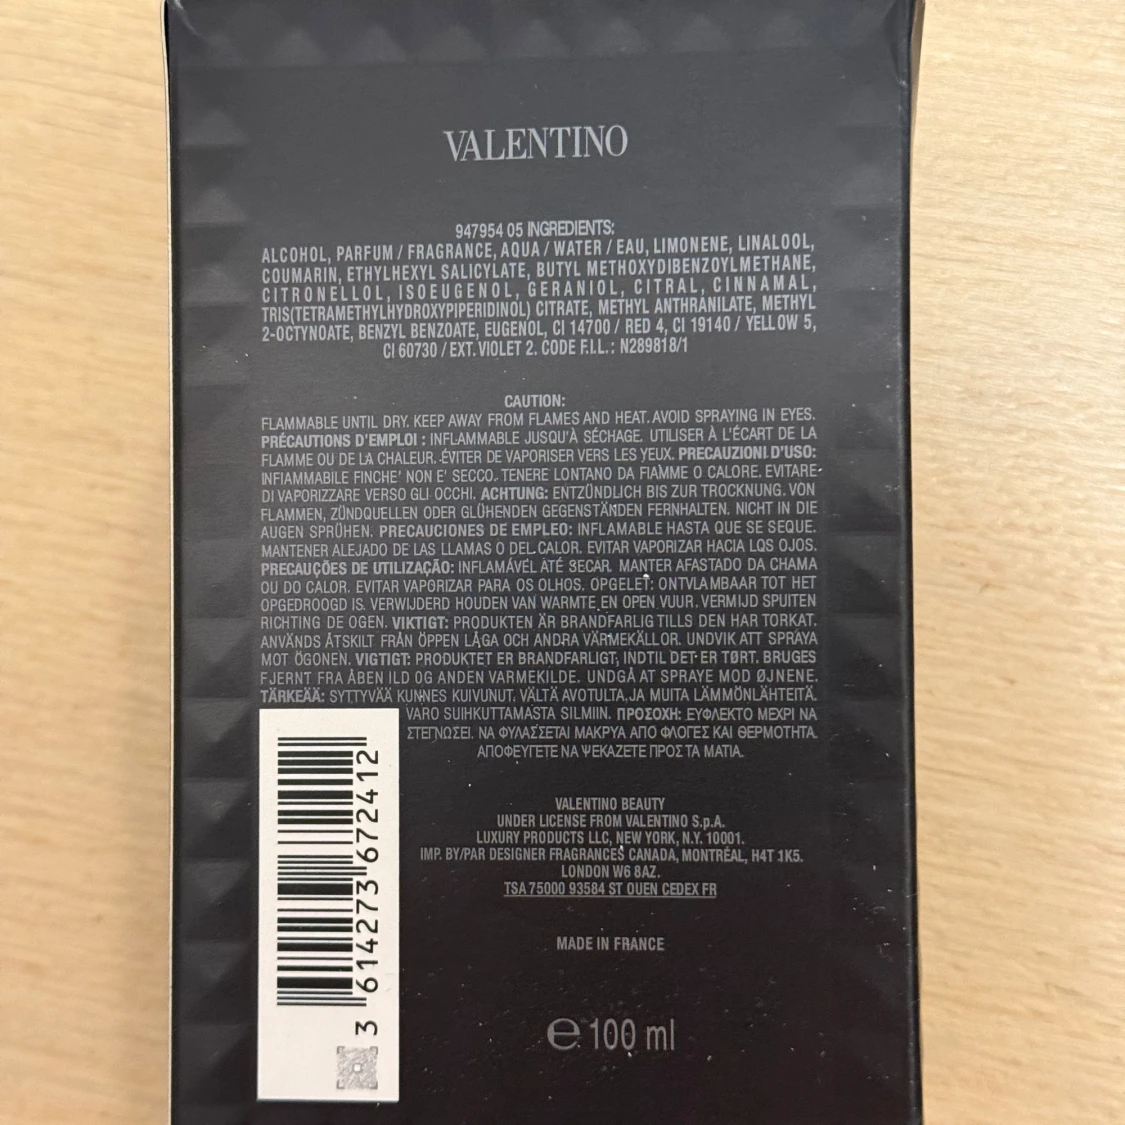 VALENTINO
947954 05 INGREDIENTS:
ALCOHOL, PARFUM / FRAGRANCE, AQUA / WATER / EAU, LIMONENE, LINALOOL,
COUMARIN, ETHYLHEXYL SALICYLATE, BUTYL METHOXYDIBENZOYLMETHANE,
CITRONELLOL, ISOEUGENOL, GERANIOL, CITRAL, CINNAMAL,
TRIS(TETRAMETHYLHYDROXYPIPERIDINOL) CITRATE, METHYL ANTHRANILATE, METHYL
2-OCTYNOATE, BENZYL BENZOATE, EUGENOL, CI 14700 / RED 4, CI 19140 / YELLOW 5,
CI 60730 / EXT. VIOLET 2. CODE F.I.L.: N289818/1
CAUTION:
FLAMMABLE UNTIL DRY. KEEP AWAY FROM FLAMES AND HEAT. AVOID SPRAYING IN EYES.
PRÉCAUTIONS D'EMPLOI : INFLAMMABLE JUSQU'À SÉCHAGE. UTILISER À L'ÉCART DE LA
FLAMME OU DE LA CHALEUR. ÉVITER DE VAPORISER VERS LES YEUX. PRECAUZIONI D'USO:
INFIAMMABILE FINCHE' NON E' SECCO. TENERE LONTANO DA FIAMME O CALORE. EVITARE
DI VAPORIZZARE VERSO GLI OCCHI. ACHTUNG: ENTZÜNDLICH BIS ZUR TROCKNUNG. VON
FLAMMEN, ZÜNDQUELLEN ODER GLÜHENDEN GEGENSTÄNDEN FERNHALTEN. NICHT IN DIE
AUGEN SPRÜHEN. PRECAUCIONES DE EMPLEO: INFLAMABLE HASTA QUE SE SEQUE.
MANTENER ALEJADO DE LAS LLAMAS O DEL CALOR. EVITAR VAPORIZAR HACIA LOS OJOS.
PRECAUÇÕES DE UTILIZAÇÃO: INFLAMÁVEL ATÉ SECAR. MANTER AFASTADO DA CHAMA
OU DO CALOR. EVITAR VAPORIZAR PARA OS OLHOS. OPGELET: ONTVLAMBAAR TOT HET
OPGEDROOGD IS. VERWIJDERD HOUDEN VAN WARMTE EN OPEN VUUR. VERMIJD SPUITEN
RICHTING DE OGEN. VIKTIGT: PRODUKTEN ÄR BRANDFARLIG TILLS DEN HAR TORKAT.
ANVÄNDS ÅTSKILT FRÅN ÖPPEN LÅGA OCH ANDRA VÄRMEKÄLLOR. UNDVIK ATT SPRAYA
MOT ÖGONEN. VIGTIGT: PRODUKTET ER BRANDFARLIGT, INDTIL DET ER TØRT. BRUGES
FJERNT FRA ÅBEN ILD OG ANDEN VARMEKILDE. UNDGÅ AT SPRAYE MOD ØJNENE.
TÄRKEÄÄ: SYTTYVÄÄ KUNNES KUIVUNUT. VÄLTÄ AVOTULTA JA MUITA LÄMMÖNLÄHTEITÄ.
VARO SUIHKUTTAMASTA SILMIIN. ΠΡΟΣΟΧΗ: ΕΥΦΛΕΚΤΟ ΜΕΧΡΙ ΝΑ
ΣΤΕΓΝΩΣΕΙ. ΝΑ ΦΥΛΑΣΣΕΤΑΙ ΜΑΚΡΥΑ ΑΠΟ ΦΛΟΓΕΣ ΚΑΙ ΘΕΡΜΟΤΗΤΑ.
ΑΠΟΦΕΥΓΕΤΕ ΝΑ ΨΕΚΑΖΕΤΕ ΠΡΟΣ ΤΑ ΜΑΤΙΑ.
VALENTINO BEAUTY
UNDER LICENSE FROM VALENTINO S.p.A.
LUXURY PRODUCTS LLC, NEW YORK, N.Y. 10001.
IMP. BY/PAR DESIGNER FRAGRANCES CANADA, MONTRÉAL, H4T 1K5.
LONDON W6 8AZ.
TSA 75000 93584 ST OUEN CEDEX FR
MADE IN FRANCE
℮ 100 ml
3 614273 672412